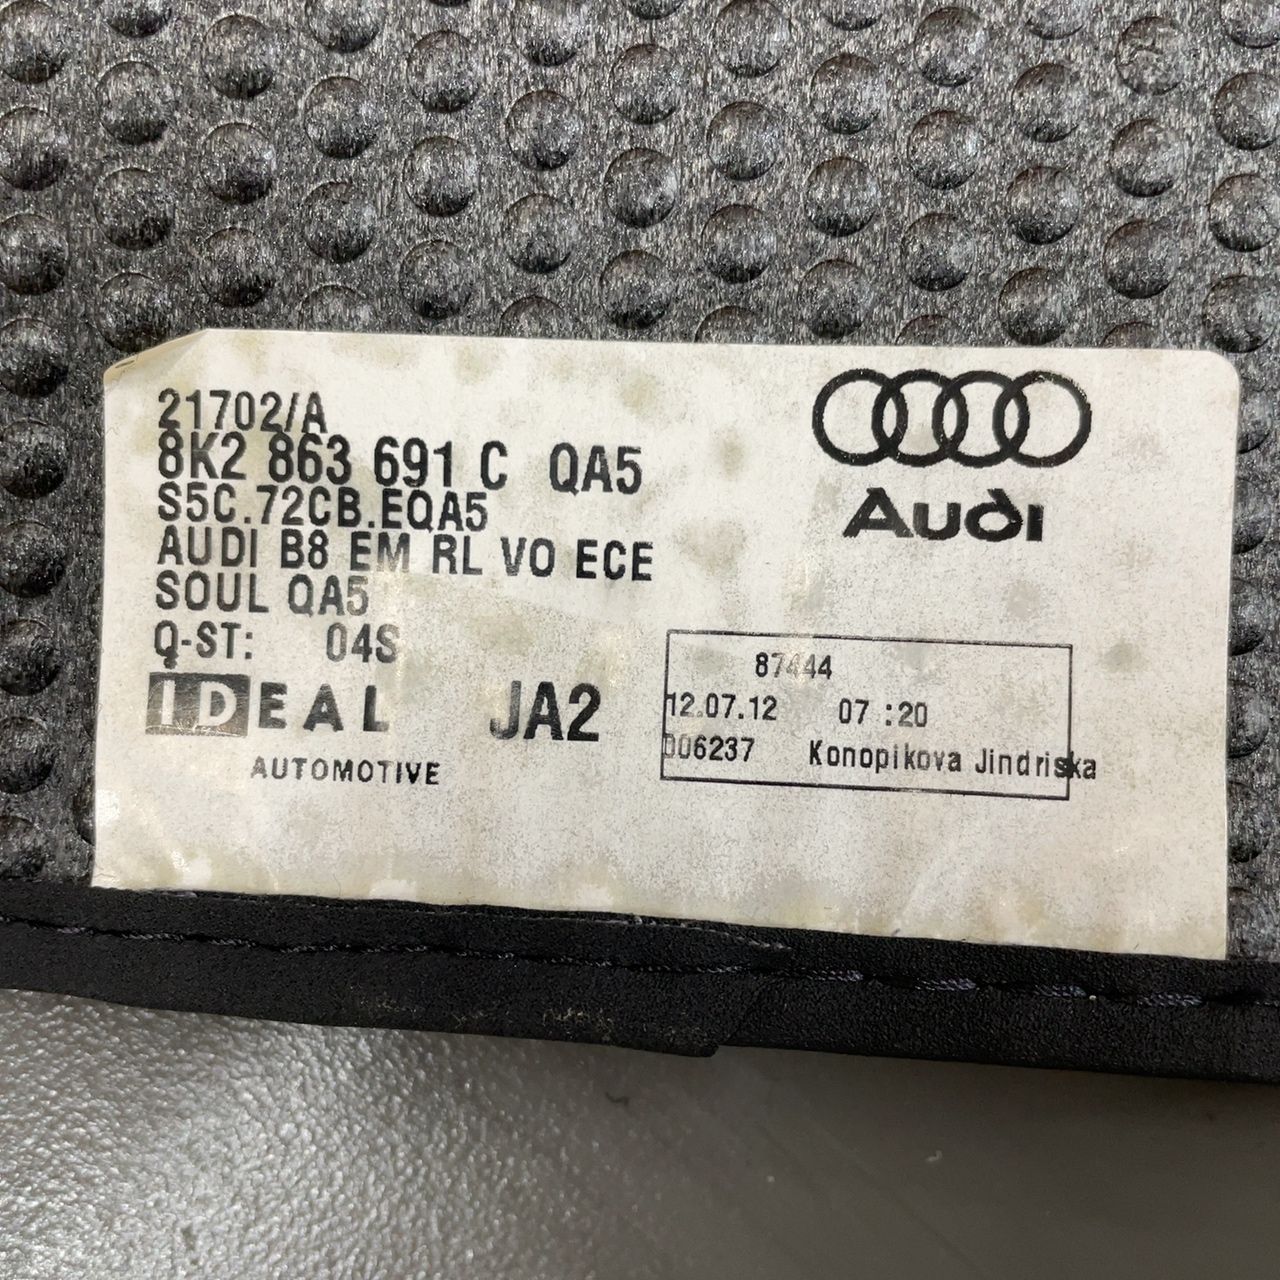 21702/A
8K2 863 691 C QA5
S5C.72CB.EQA5
AUDI B8 EM RL VO ECE
SOUL QA5
Q-ST: 04S
IDEAL
AUTOMOTIVE
JA2
Audi
87444
12.07.12 07 :20
006237 Konopikova Jindriska